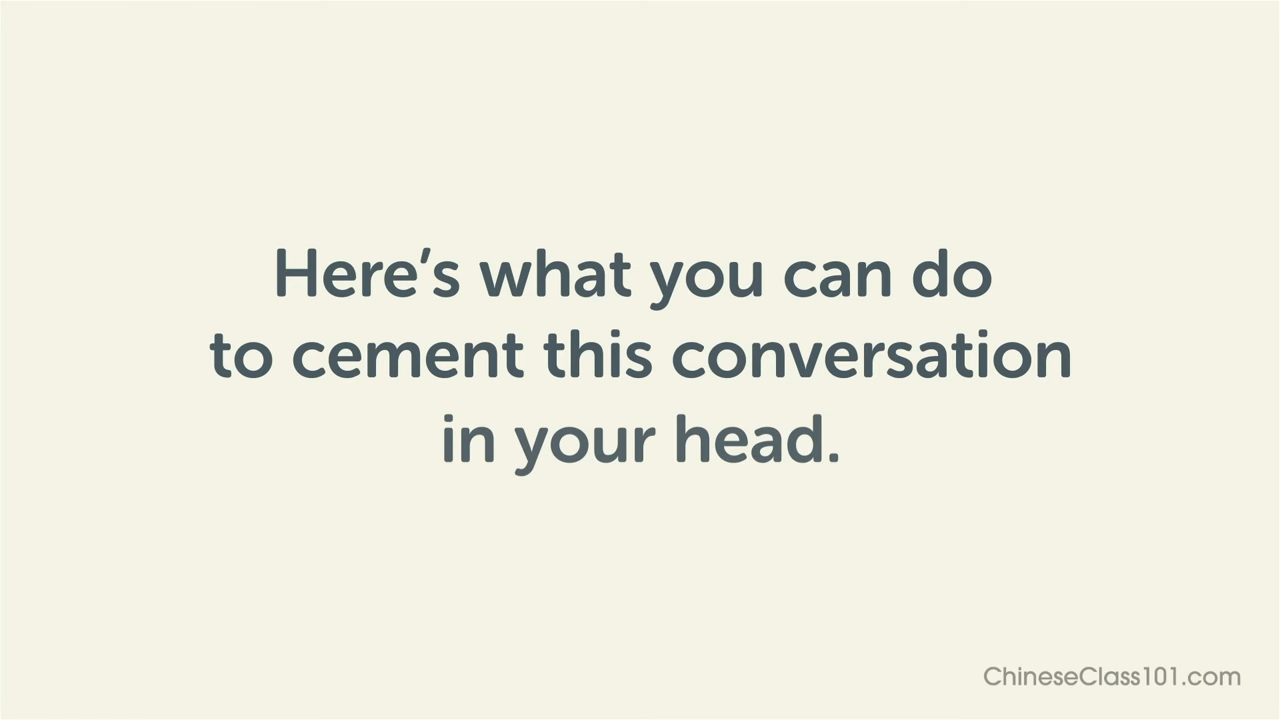 Here’s what you can do
to cement this conversation
in your head.
ChineseClass101.com